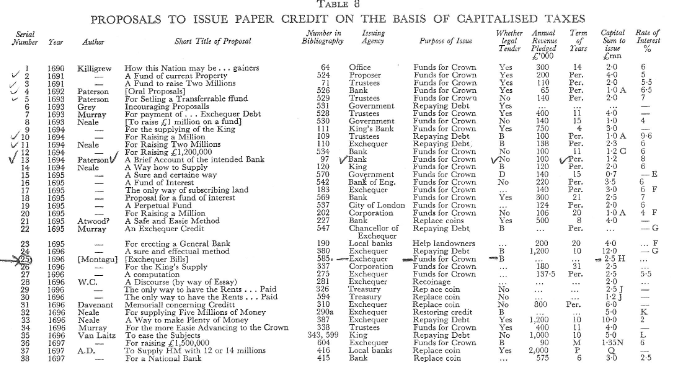 TABLE 8
PROPOSALS TO ISSUE PAPER CREDIT ON THE BASIS OF CAPITALISED TAXES
Serial Number Year Author Short Title of Proposal Number in Bibliography Issuing Agency Purpose of Issue Whether legal Tender Annual Revenue Pledged £'000 Term of Years Capital Sum to issue £mn Rate of Interest %
1 1690 Killigrew How this Nation may be ... gainers 64 Office Funds for Crown Yes 300 14 2·0 6
2 1691 — A Fund of current Property 524 Proposer Funds for Crown Yes 200 Per. 4·0 5
3 1691 — A Fund to raise Two Millions 71 Trustees Funds for Crown No 110 Per. 2·0 5·5
4 1692 Paterson [Oral Proposals] 526 Bank Funds for Crown Yes 65 Per. 1·0 A 6·5
5 1693 Paterson For Setling a Transferrable fund 529 Trustees Funds for Crown No 140 Per. 2·0 7
6 1693 Grey Encouraging Proposals 531 Government Repaying Debt Yes ... ... ... —
7 1693 Murray For payment of ... Exchequer Debt 528 Trustees Funds for Crown Yes 400 11 4·0 —
8 1693 Neale [To raise £1 million on a fund] 530 Government Funds for Crown No 140 15 1·0 4
9 1694 — For the supplying of the King 111 King's Bank Funds for Crown Yes 750 4 3·0 —
10 1694 — For Raising a Million 109 Trustees Repaying Debt B 100 Per. 1·0 A 9·6
11 1694 Neale For Raising Two Millions 110 Exchequer Repaying Debt B 138 Per. 2·3 6
12 1694 — For Raising £1,200,000 534 Bank Funds for Crown No 100 11 1·2 C 6
13 1694 Paterson A Brief Account of the intended Bank 97 Bank Funds for Crown No 100 Per. 1·2 8
14 1694 Neale A Way how to Supply 100 Bank Funds for Crown B 120 Per. 2·0 6
15 1695 — A Sure and certaine way 570 Government Funds for Crown D 140 15 0·7 — E
16 1695 — A Fund of Interest 542 Bank of Eng. Funds for Crown No 220 Per. 3·5 6
17 1695 — The only way of subscribing land 183 Exchequer Funds for Crown ... 140 Per. 3·0 6 F
18 1695 — Proposal for a fund of interest 569 Bank Funds for Crown Yes 300 21 2·5 7
19 1695 — A Perpetual Fund 537 City of London Funds for Crown ... 124 Per. 2·0 6
20 1695 — For Raising a Million 202 Corporation Funds for Crown No 106 20 1·0 A 4 F
21 1695 Atwood? A Safe and Easie Method 227 Bank Replace coins Yes 500 8 4·0 —
22 1695 Murray An Exchequer Credit 547 Chancellor of Exchequer Repaying Debt B Per. ... — G
23 1695 — For erecting a General Bank 190 Local banks Help landowners ... 200 20 4·0 ... F
24 1696 — A sure and effectual method 380 Exchequer Repaying Debt B 1,200 10 12·0 — G
25 1696 [Montagu] [Exchequer Bills] 585 Exchequer Funds for Crown B ... ... 2·5 H
26 1696 — For the King's Supply 337 Corporation Funds for Crown ... 180 31 2·5
27 1696 — A computation 275 Exchequer Funds for Crown ... 137·5 Per. 2·5 5·5
28 1696 W.C. A Discourse (by way of Essay) 281 Exchequer Recoinage ... ... ... 2·0 ...
29 1696 — The only way to have the Rents ... Paid 326 Treasury Replace coin No ... ... 2·5 J
30 1696 — The only way to have the Rents ... Paid 594 Treasury Replace coin No ... ... 1·2 J
31 1696 Davenant Memoriall concerning Credit 310 Exchequer Replace coin ... 800 Per. 6·0
32 1696 Neale For supplying Five Millions of Money 290a Exchequer Restoring credit B ... ... 5·0 K
33 1696 Neale A Way to make Plenty of Money 387 Exchequer Repaying Debt Yes 1,200 10 10·0 2
34 1696 Murray For the more Easie Advancing to the Crown 338 Trustees Funds for Crown Yes 400 11 4·0 —
35 1696 Van Laitz To ease the Subjects 343, 599 King Repaying Debt No 1,000 10 5·0 L
36 1697 — For raising £1,500,000 604 Exchequer Funds for Crown B 90 M 1·35N 6
37 1697 A.D. To Supply HM with 12 or 14 millions 416 Local banks Replace coin Yes 2,000 P Q —
38 1697 — For a National Bank 415 Bank Replace coin ... 575 6 3·0 2·5